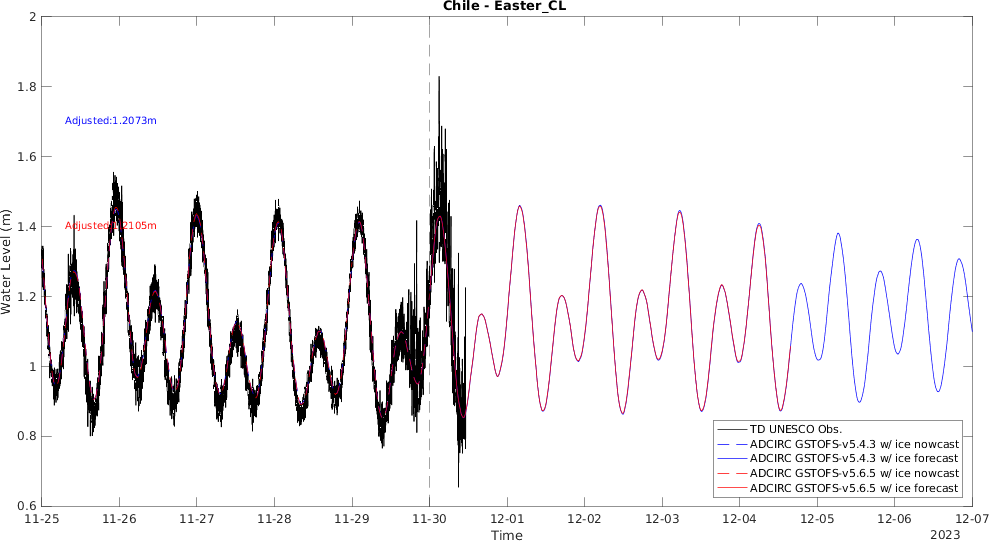 Chile - Easter_CL
2
1.8
1.6
1.4
1.2
1
0.8
0.6
Water Level (m)
Adjusted:1.2073m
Adjusted:1.2105m
11-25
11-26
11-27
11-28
11-29
11-30
12-01
12-02
12-03
12-04
12-05
12-06
12-07
Time
2023
TD UNESCO Obs.
ADCIRC GSTOFS-v5.4.3 w/ ice nowcast
ADCIRC GSTOFS-v5.4.3 w/ ice forecast
ADCIRC GSTOFS-v5.6.5 w/ ice nowcast
ADCIRC GSTOFS-v5.6.5 w/ ice forecast